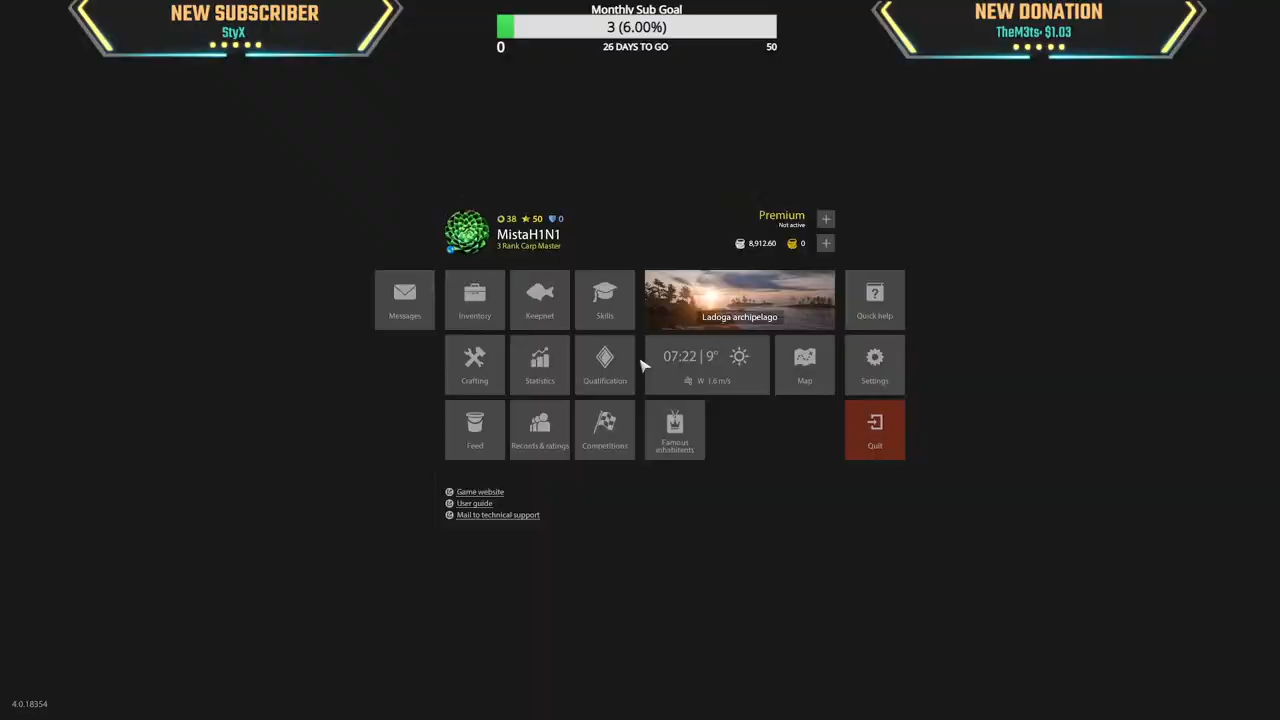 NEW SUBSCRIBER
StyX
Monthly Sub Goal
3 (6.00%)
0
26 DAYS TO GO
50
NEW DONATION
TheM3ts· $1.03
38 50 0
MistaH1N1
3 Rank Carp Master
Premium
Not active
+
8,912.60 0
+
Messages
Inventory
Keepnet
Skills
Ladoga archipelago
Quick help
Crafting
Statistics
Qualification
07:22 | 9°
W 1.6 m/s
Map
Settings
Feed
Records & ratings
Competitions
Famous
inhabitants
Quit
Game website
User guide
Mail to technical support
4.0.18354